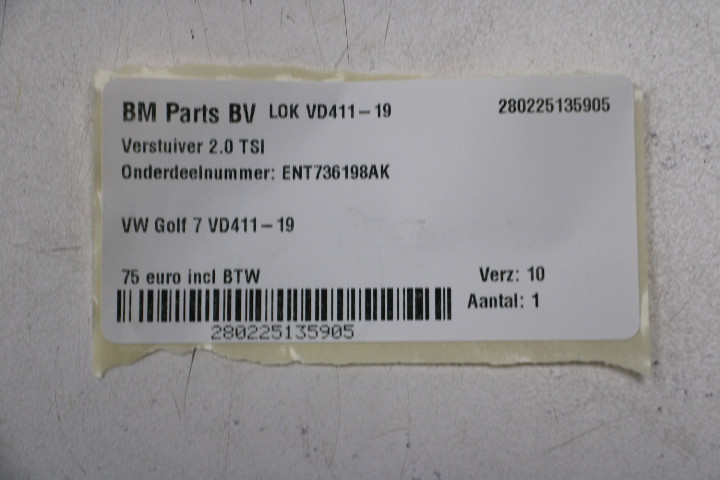 BM Parts BV LOK VD411-19 280225135905
Verstuiver 2.0 TSI
Onderdeelnummer: ENT736198AK
VW Golf 7 VD411-19
75 euro incl BTW Verz: 10
Aantal: 1
280225135905